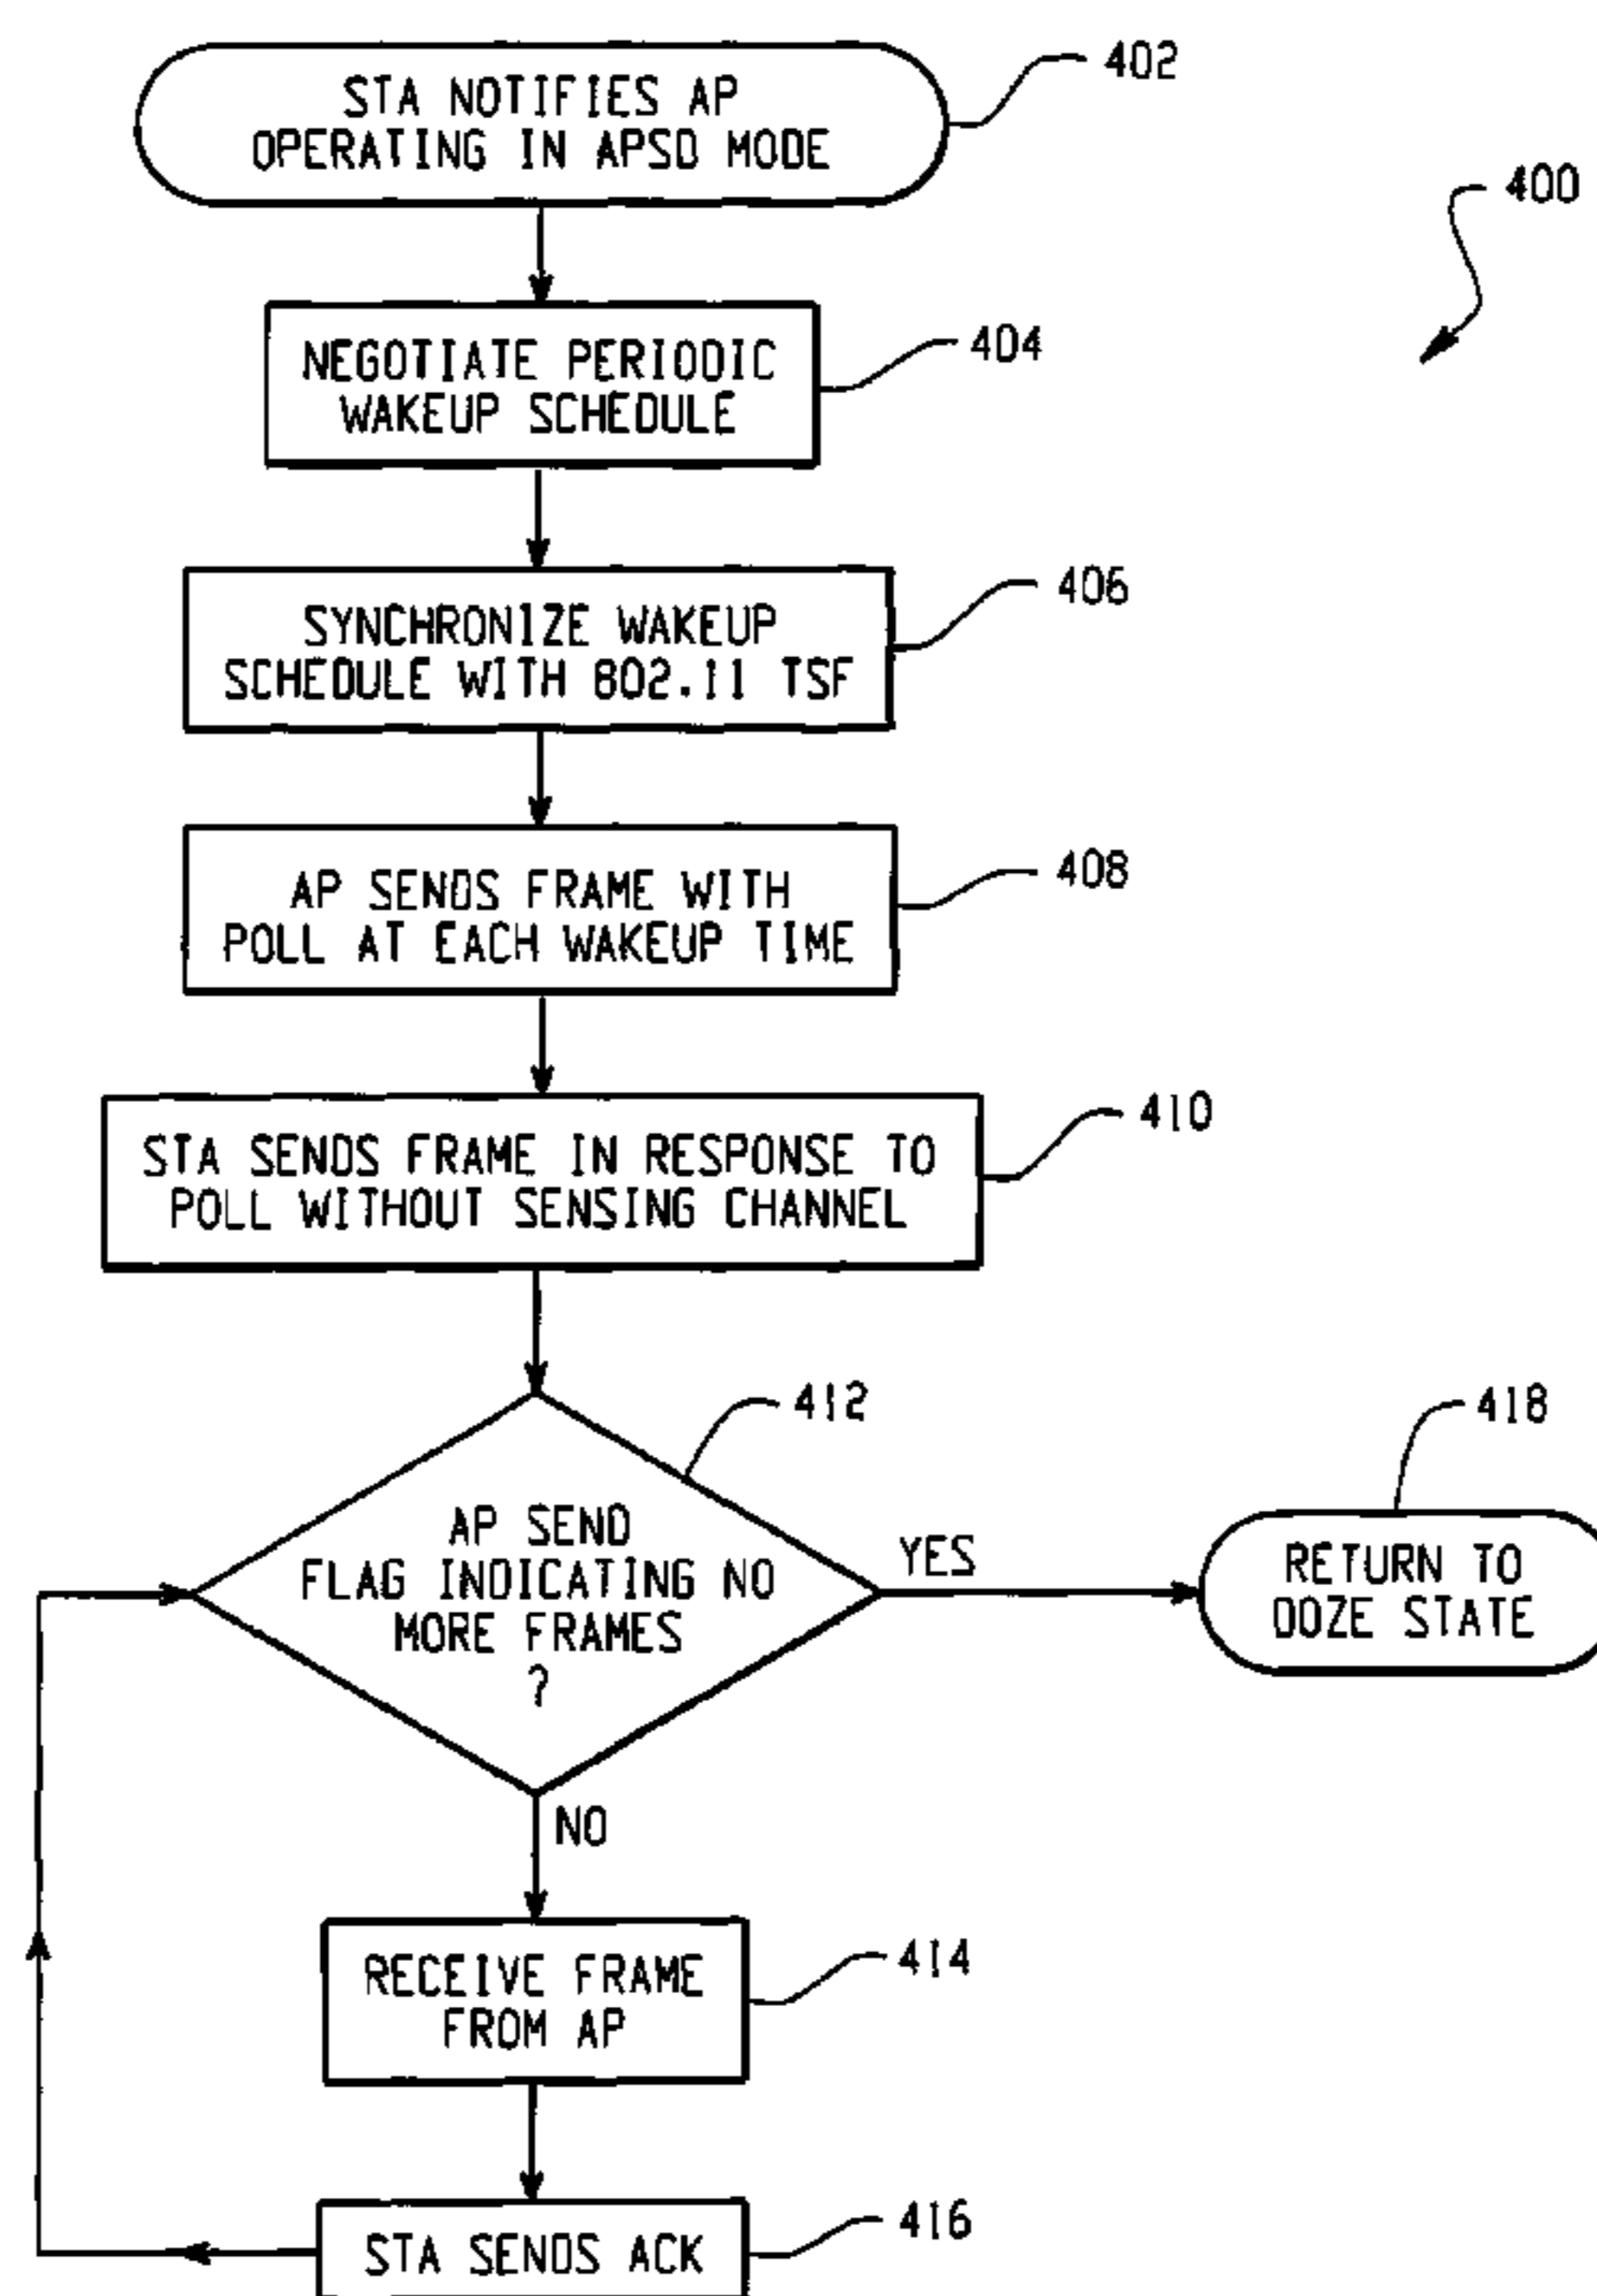 STA NOTIFIES AP
OPERATING IN APSD MODE
402
400
NEGOTIATE PERIODIC
WAKEUP SCHEDULE
404
SYNCHRONIZE WAKEUP
SCHEDULE WITH 802.11 TSF
406
AP SENDS FRAME WITH
POLL AT EACH WAKEUP TIME
408
STA SENDS FRAME IN RESPONSE TO
POLL WITHOUT SENSING CHANNEL
410
AP SEND
FLAG INDICATING NO
MORE FRAMES
?
412
YES
RETURN TO
DOZE STATE
418
NO
RECEIVE FRAME
FROM AP
414
STA SENDS ACK
416